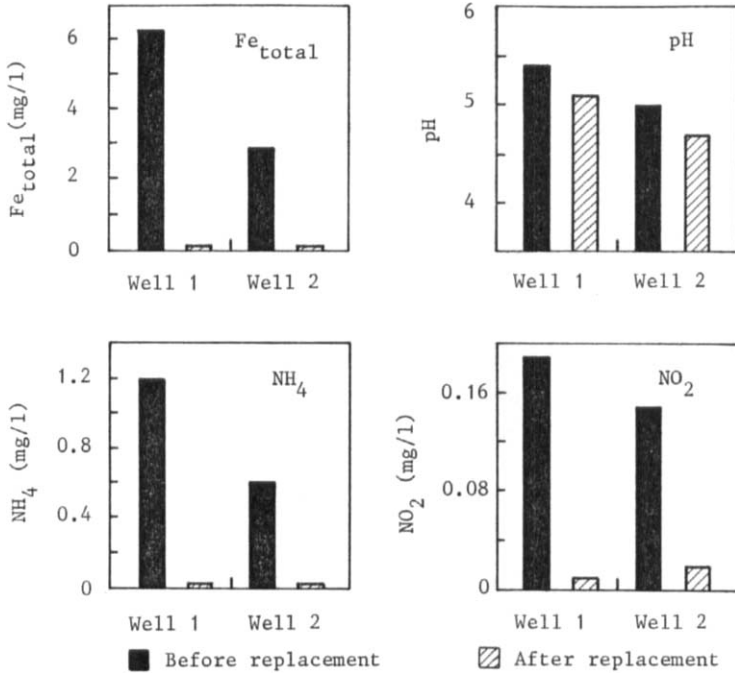 Fe_total (mg/l)
6
4
2
0
Fe_total
Well 1 Well 2
pH
6
5
4
pH
Well 1 Well 2
NH_4 (mg/l)
1.2
0.8
0.4
0
NH_4
Well 1 Well 2
NO_2 (mg/l)
0.16
0.08
0
NO_2
Well 1 Well 2
Before replacement After replacement